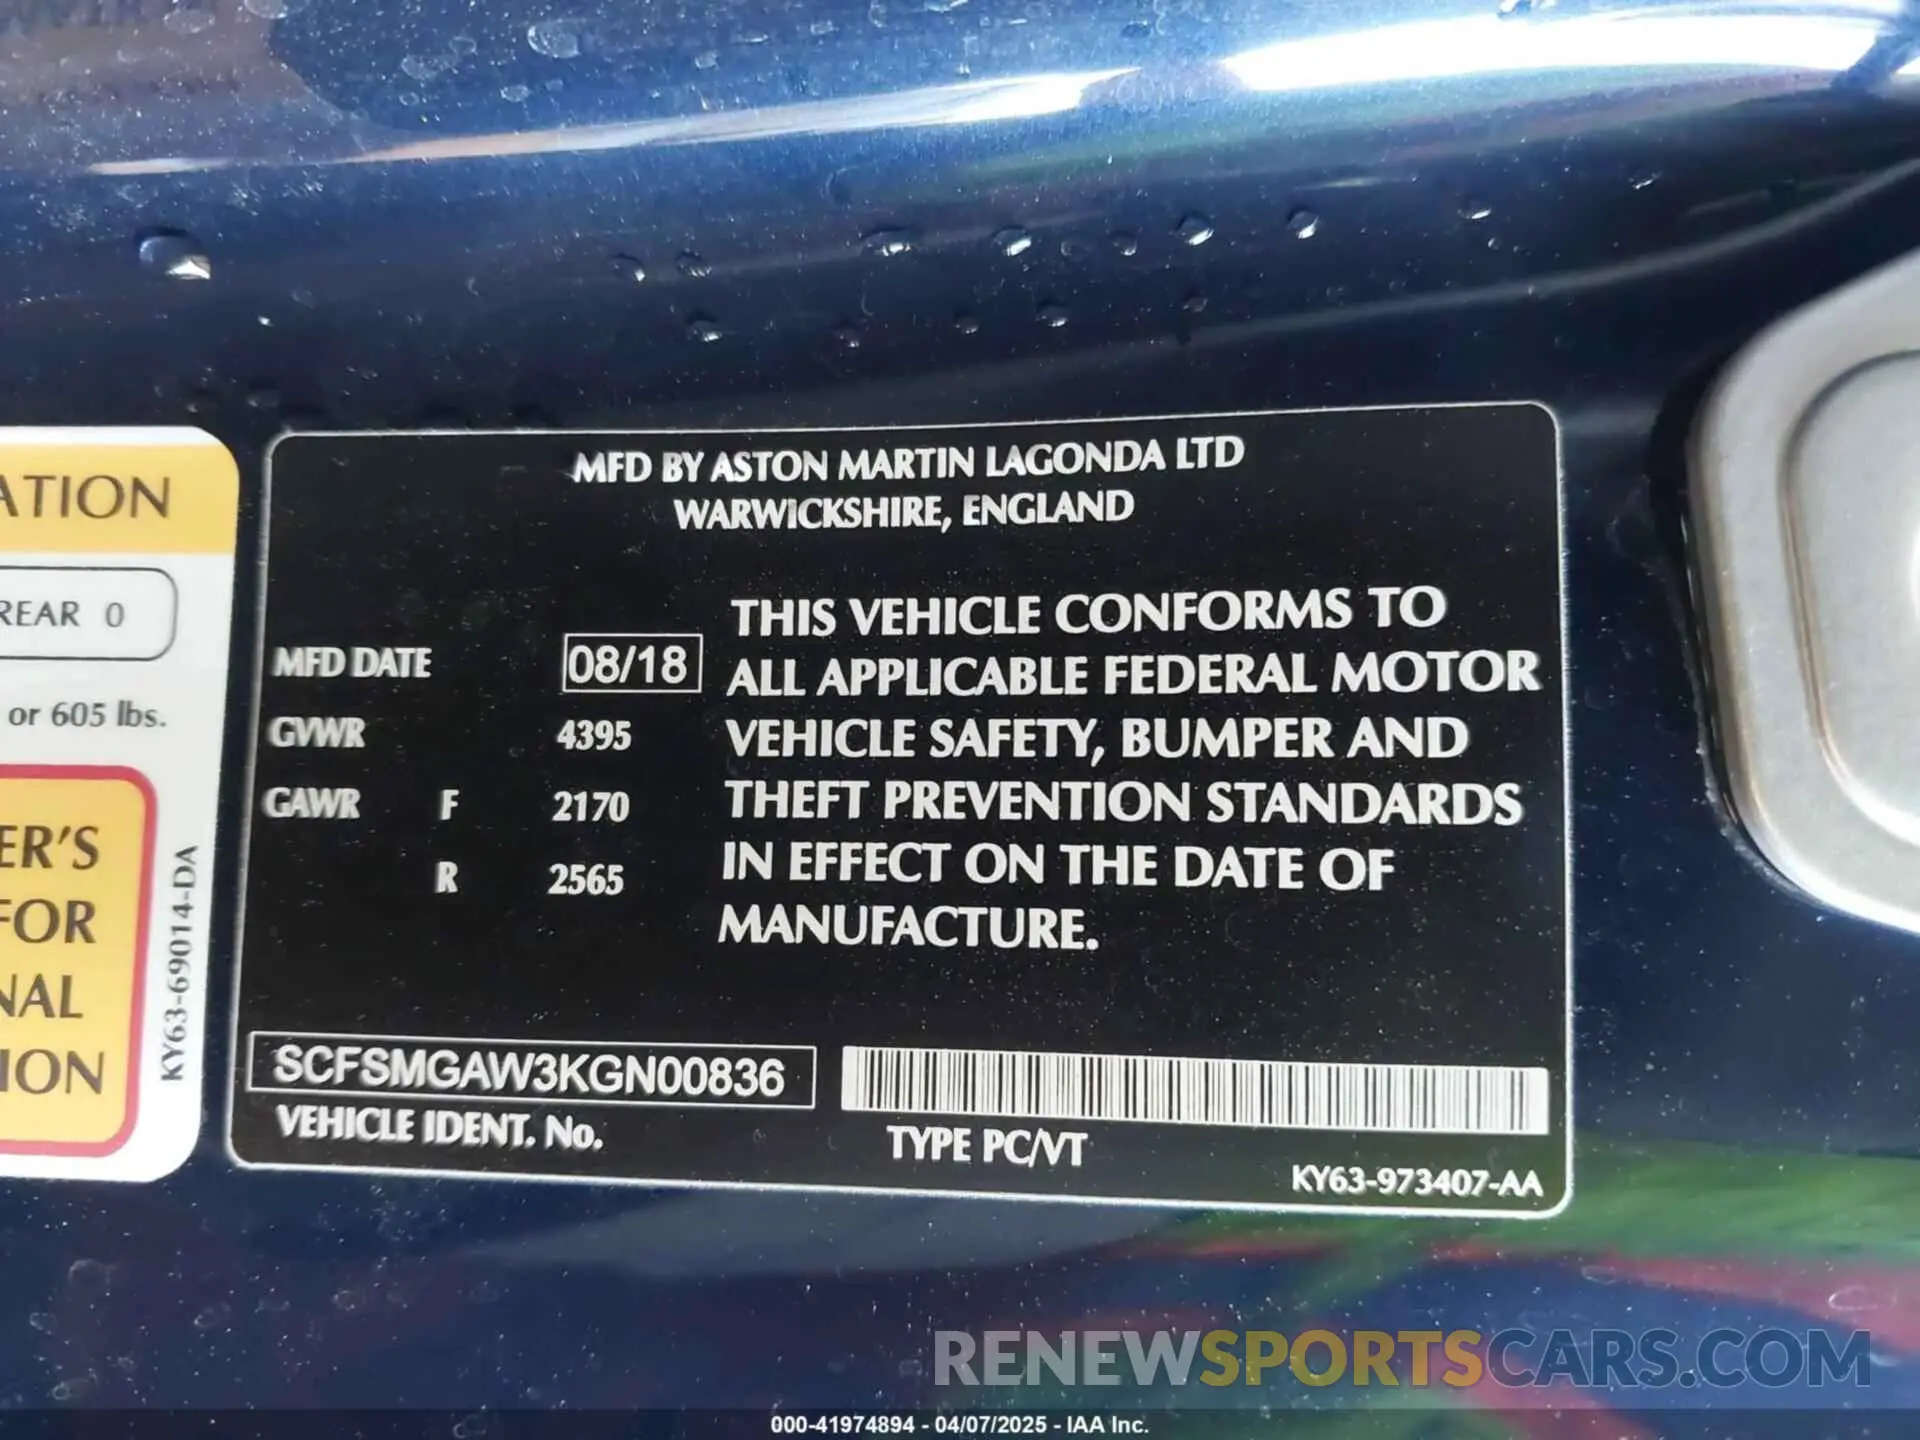 ATION
REAR 0
or 605 lbs.
ER'S
FOR
NAL
ION
KY63-69014-DA
MFD BY ASTON MARTIN LAGONDA LTD
WARWICKSHIRE, ENGLAND
MFD DATE 08/18
GVWR 4395
GAWR F 2170
R 2565
THIS VEHICLE CONFORMS TO
ALL APPLICABLE FEDERAL MOTOR
VEHICLE SAFETY, BUMPER AND
THEFT PREVENTION STANDARDS
IN EFFECT ON THE DATE OF
MANUFACTURE.
SCFSMGAW3KGN00836
VEHICLE IDENT. No.
TYPE PC/VT
KY63-973407-AA
RENEWSPORTSCARS.COM
000-41974894 - 04/07/2025 - IAA Inc.